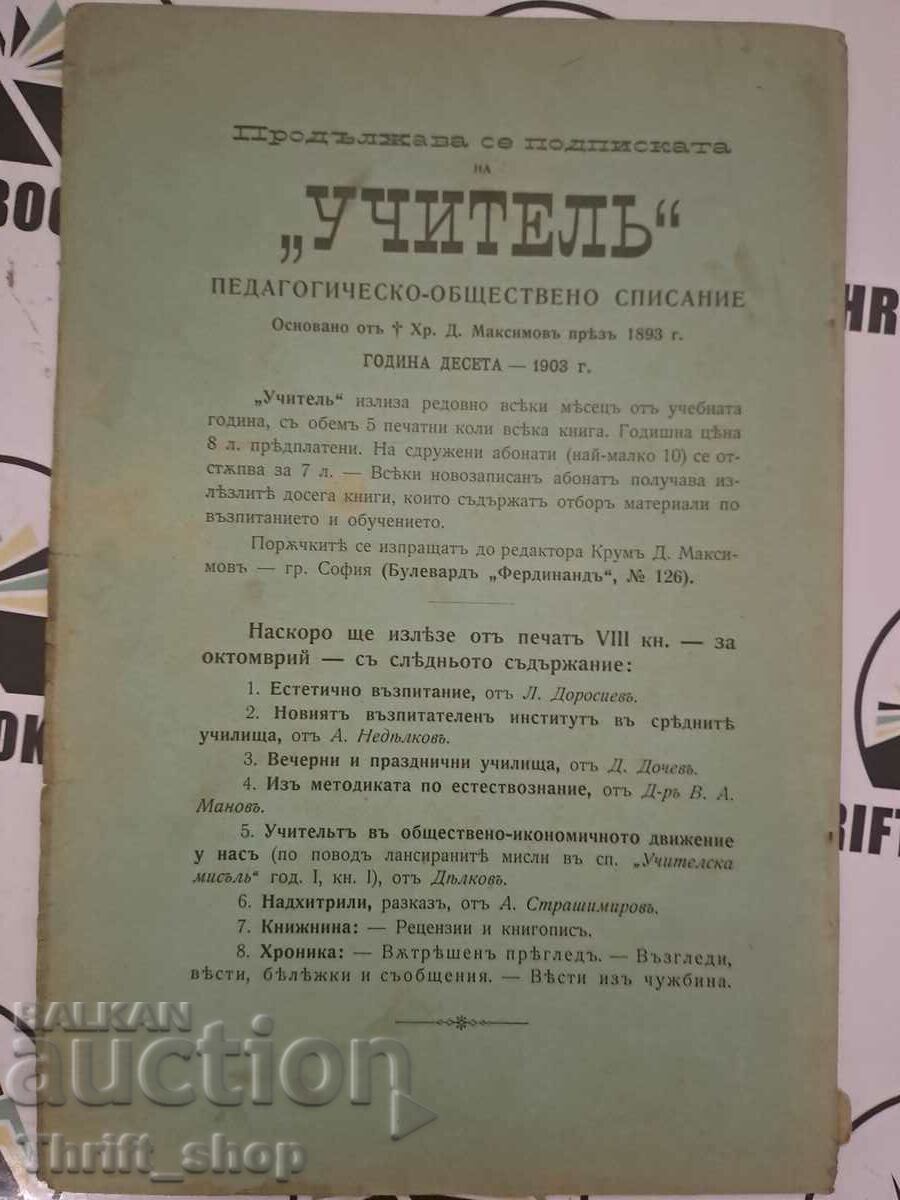 Продължава се подписката
на
„УЧИТЕЛЬ“
ПЕДАГОГИЧЕСКО-ОБЩЕСТВЕНО СПИСАНИЕ
Основано отъ † Хр. Д. Максимовъ прѣзъ 1893 г.
ГОДИНА ДЕСЕТА — 1903 г.
„Учитель“ излиза редовно всѣки мѣсецъ отъ учебната
година, съ обемъ 5 печатни коли всѣка книга. Годишна цѣна
8 л. прѣдплатени. На сдружени абонати (най-малко 10) се от-
стѫпва за 7 л. — Всѣки новозаписанъ абонатъ получава из-
лѣзлитѣ досега книги, които съдържатъ отборъ материали по
възпитанието и обучението.
Порѫчкитѣ се изпращатъ до редактора Крумъ Д. Макси-
мовъ — гр. София (Булевардъ „Фердинандъ“, № 126).
Наскоро ще излѣзе отъ печатъ VIII кн. — за
октомврий — съ слѣдньото съдържание:
1. Естетично възпитание, отъ Л. Доросиевъ.
2. Новиятъ възпитателенъ институтъ въ срѣднитѣ
училища, отъ А. Недѣлковъ.
3. Вечерни и празднични училища, отъ Д. Дочевъ.
4. Изъ методиката по естествознание, отъ Д-ръ В. А.
Мановъ.
5. Учительтъ въ обществено-икономичното движение
у насъ (по поводъ лансиранитѣ мисли въ сп. „Учителска
мисъль“ год. I, кн. I), отъ Дѣлковъ.
6. Надхитрили, разказъ, отъ А. Страшимировъ.
7. Книжнина: — Рецензии и книгописъ.
8. Хроника: — Вѫтрѣшенъ прѣгледъ. — Възгледи,
вѣсти, бѣлѣжки и съобщения. — Вѣсти изъ чужбина.
BALKAN
auction
Thrift_shop